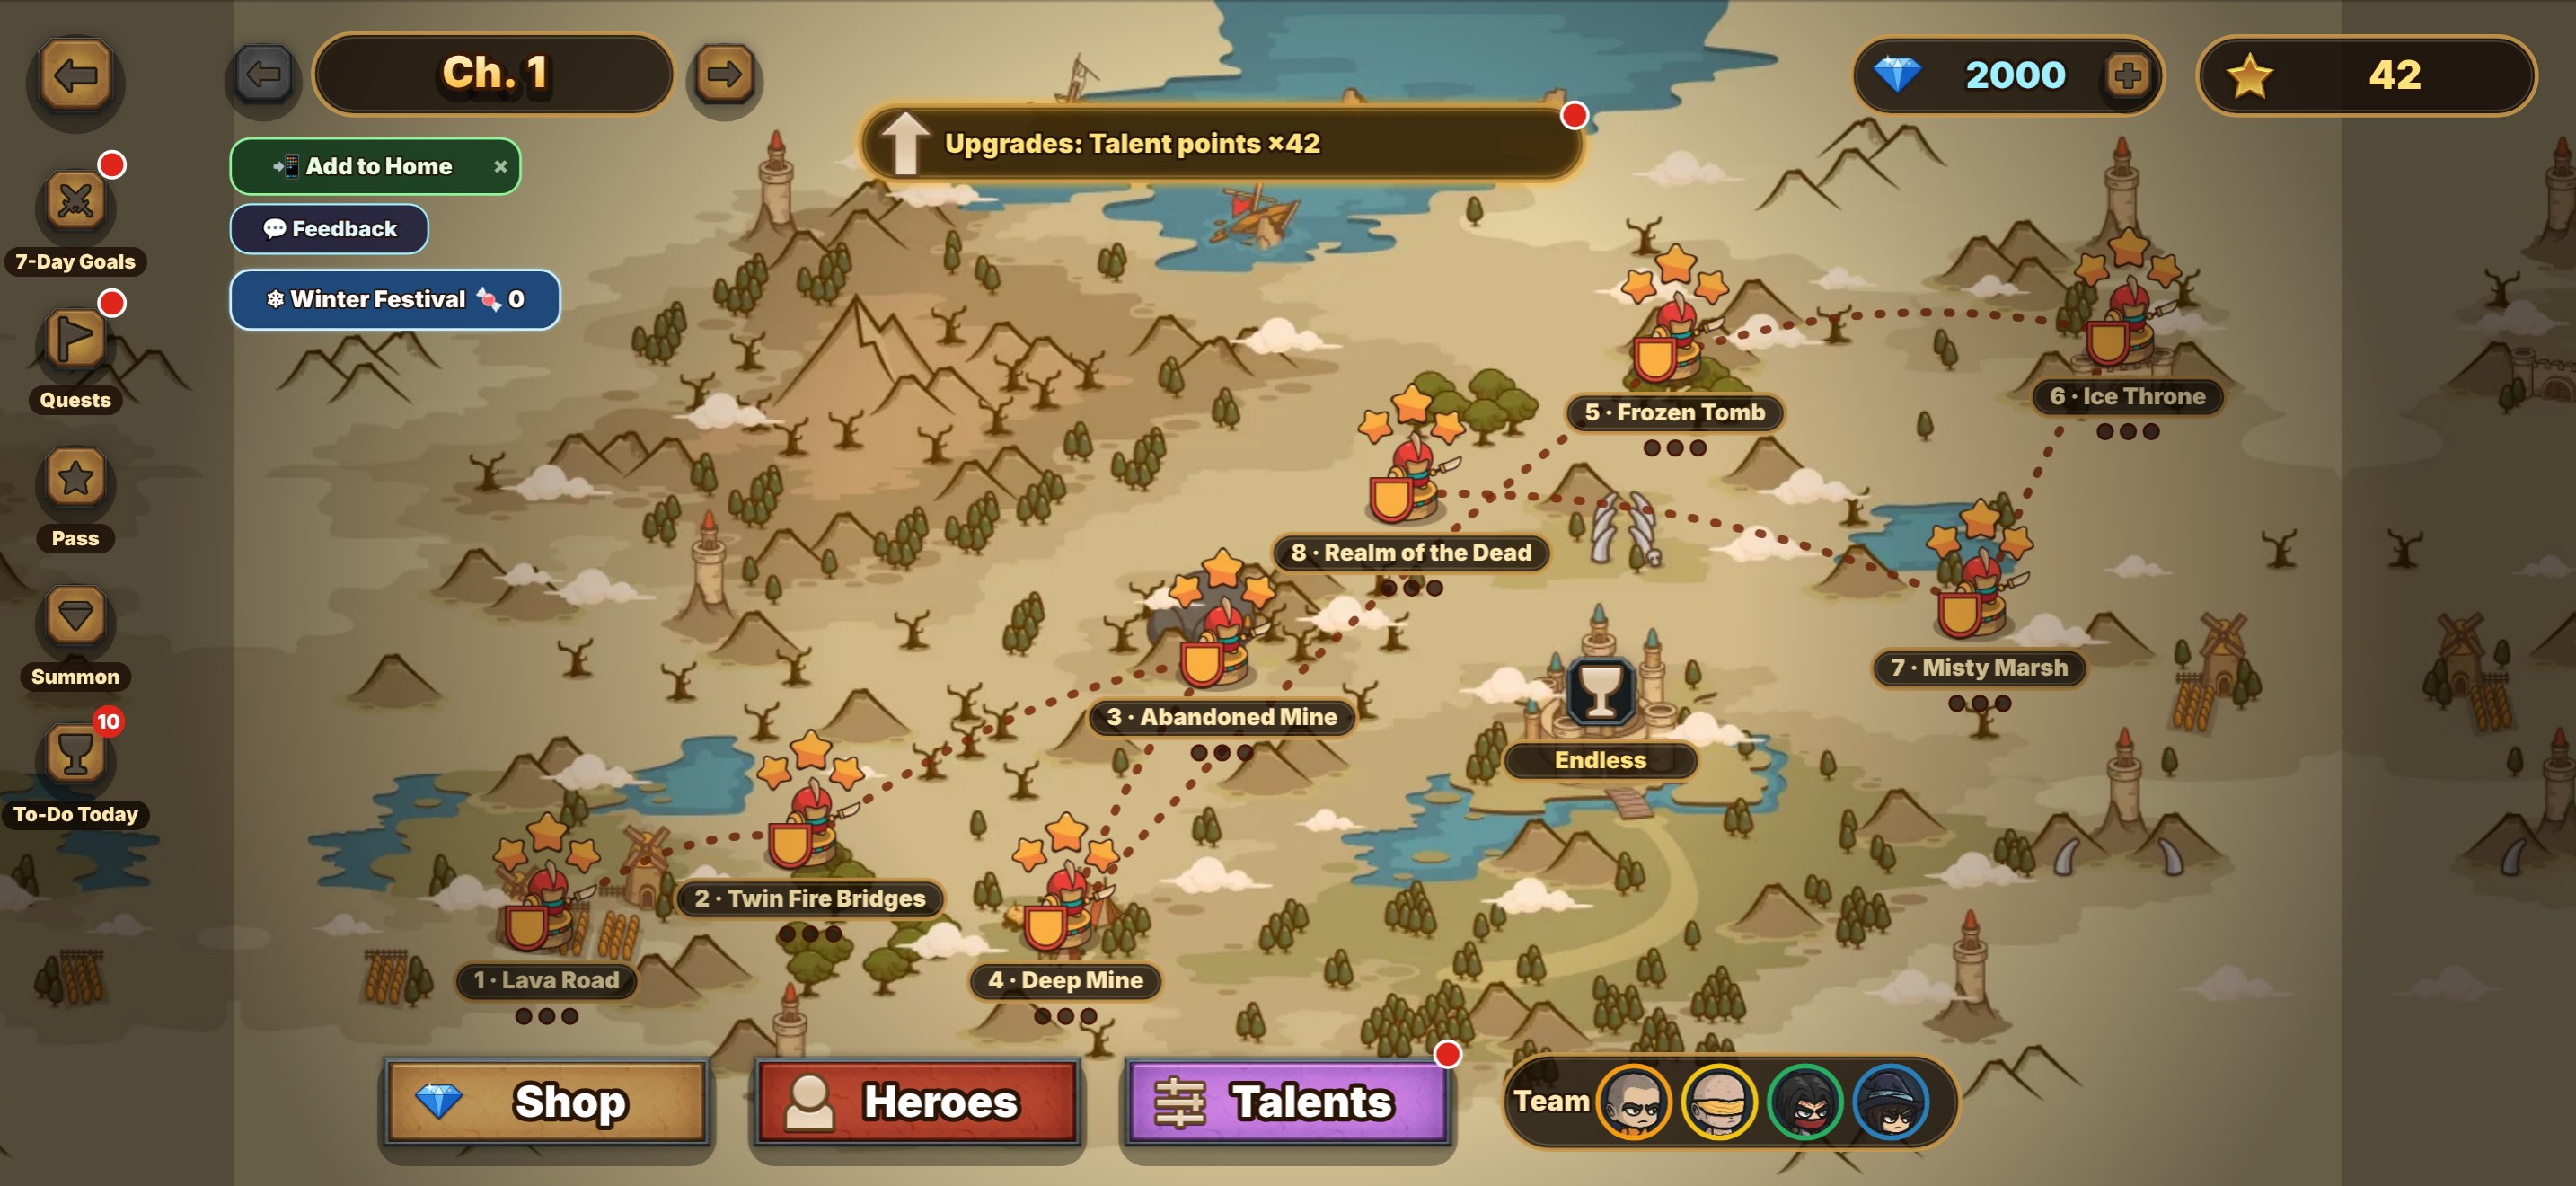 Ch. 1
2000
42
Upgrades: Talent points ×42
Add to Home ×
Feedback
Winter Festival 0
7-Day Goals
Quests
Pass
Summon
10
To-Do Today
5 · Frozen Tomb
6 · Ice Throne
8 · Realm of the Dead
7 · Misty Marsh
3 · Abandoned Mine
Endless
2 · Twin Fire Bridges
1 · Lava Road
4 · Deep Mine
Shop
Heroes
Talents
Team